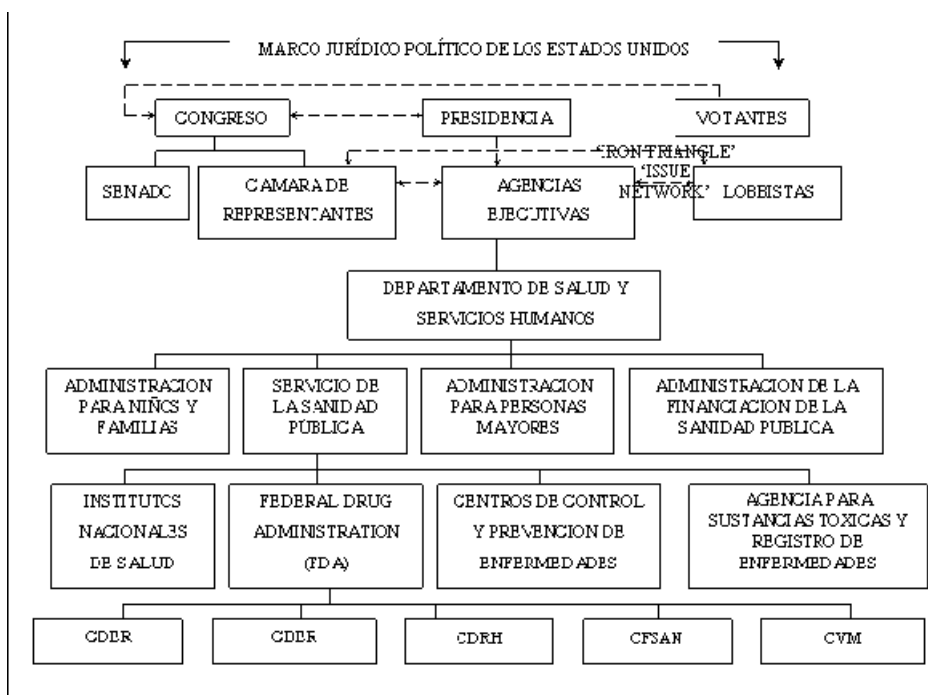 MARCO JURÍDICO POLÍTICO DE LOS ESTADOS UNIDOS
CONGRESO
PRESIDENCIA
VOTANTES
'IRON TRIANGLE'
'ISSUE
NETWORK'
SENADO
CAMARA DE
REPRESENTANTES
AGENCIAS
EJECUTIVAS
LOBBISTAS
DEPARTAMENTO DE SALUD Y
SERVICIOS HUMANOS
ADMINISTRACION
PARA NIÑOS Y
FAMILIAS
SERVICIO DE
LA SANIDAD
PÚBLICA
ADMINISTRACION
PARA PERSONAS
MAYORES
ADMINISTRACION DE LA
FINANCIACION DE LA
SANIDAD PUBLICA
INSTITUTOS
NACIONALES
DE SALUD
FEDERAL DRUG
ADMINISTRATION
(FDA)
CENTROS DE CONTROL
Y PREVENCION DE
ENFERMEDADES
AGENCIA PARA
SUSTANCIAS TOXICAS Y
REGISTRO DE
ENFERMEDADES
CDER
CDER
CDRH
CFSAN
CVM